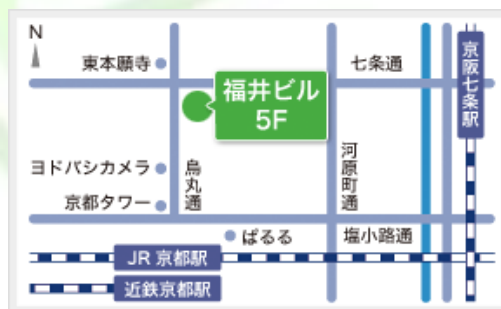 N
東本願寺
七条通
京阪七条駅
福井ビル
5F
ヨドバシカメラ
烏丸通
河原町通
京都タワー
ぱるる
塩小路通
JR 京都駅
近鉄京都駅